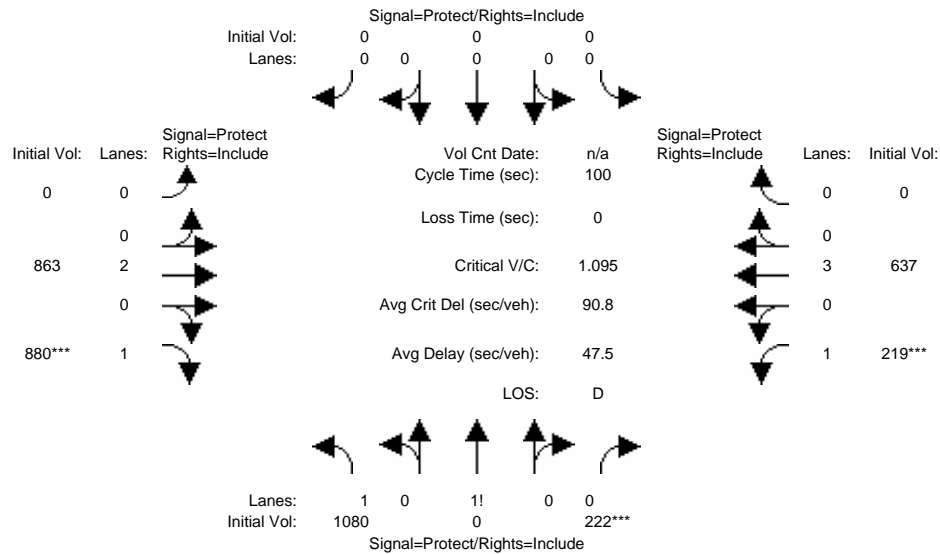 Signal=Protect/Rights=Include
Initial Vol: 0 0 0
Lanes: 0 0 0 0 0
Signal=Protect Signal=Protect
Initial Vol: Lanes: Rights=Include Vol Cnt Date: n/a Rights=Include Lanes: Initial Vol:
Cycle Time (sec): 100
0 0 0 0
Loss Time (sec): 0
0 0
863 2 Critical V/C: 1.095 3 637
0 Avg Crit Del (sec/veh): 90.8 0
880*** 1 Avg Delay (sec/veh): 47.5 1 219***
LOS: D
Lanes: 1 0 1! 0 0
Initial Vol: 1080 0 222***
Signal=Protect/Rights=Include